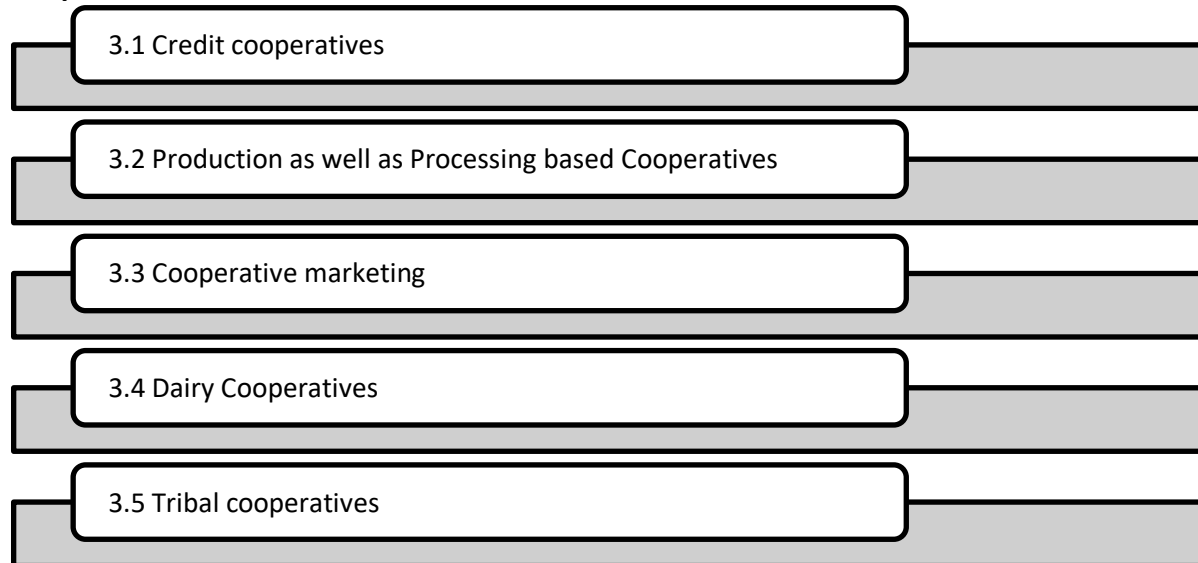 3.1 Credit cooperatives
3.2 Production as well as Processing based Cooperatives
3.3 Cooperative marketing
3.4 Dairy Cooperatives
3.5 Tribal cooperatives